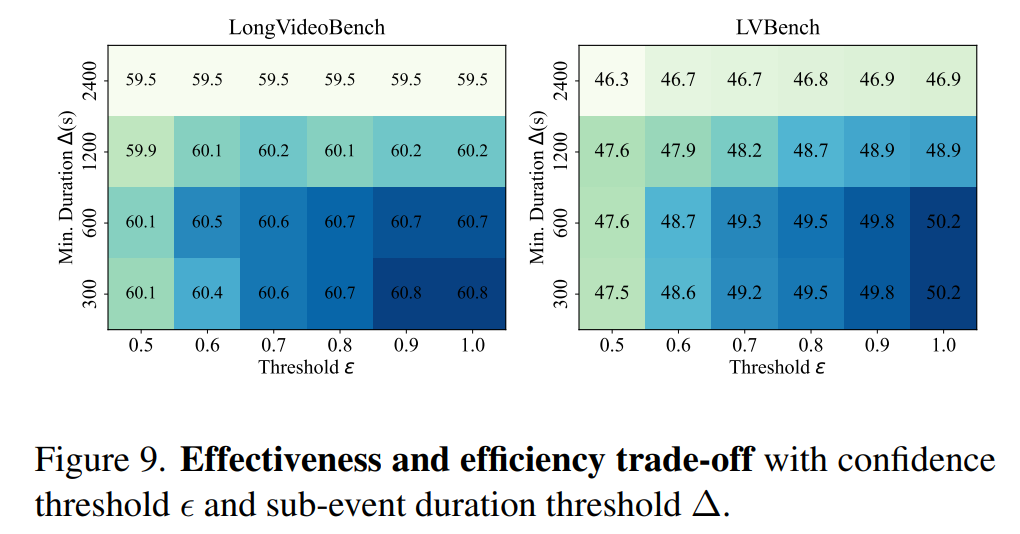 LongVideoBench
Min. Duration Δ(s)
2400 59.5 59.5 59.5 59.5 59.5 59.5
1200 59.9 60.1 60.2 60.1 60.2 60.2
600 60.1 60.5 60.6 60.7 60.7 60.7
300 60.1 60.4 60.6 60.7 60.8 60.8
0.5 0.6 0.7 0.8 0.9 1.0
Threshold ε
LVBench
Min. Duration Δ(s)
2400 46.3 46.7 46.7 46.8 46.9 46.9
1200 47.6 47.9 48.2 48.7 48.9 48.9
600 47.6 48.7 49.3 49.5 49.8 50.2
300 47.5 48.6 49.2 49.5 49.8 50.2
0.5 0.6 0.7 0.8 0.9 1.0
Threshold ε
Figure 9. Effectiveness and efficiency trade-off with confidence
threshold ϵ and sub-event duration threshold Δ.